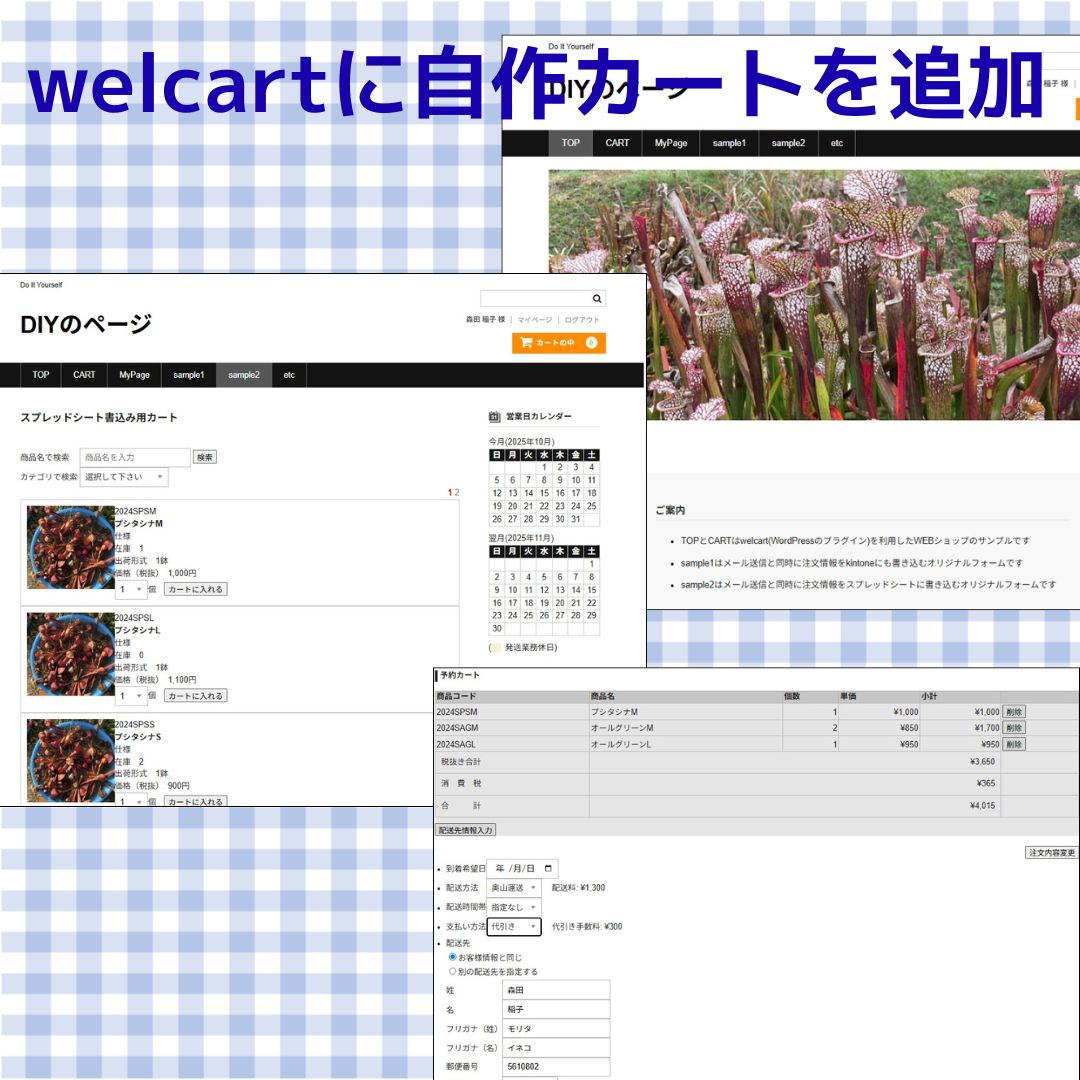 welcartに自作カートを追加
Do It Yourself
DIYのページ
森田 稲子 様 |
TOP CART MyPage sample1 sample2 etc
ご案内
• TOPとCARTはwelcart(WordPressのプラグイン)を利用したWEBショップのサンプルです
• sample1はメール送信と同時に注文情報をkintoneにも書き込むオリジナルフォームです
• sample2はメール送信と同時に注文情報をスプレッドシートに書き込むオリジナルフォームです
Do It Yourself
DIYのページ
森田 稲子 様 | マイページ | ログアウト
カートの中 0
TOP CART MyPage sample1 sample2 etc
スプレッドシート書込み用カート
商品名で検索 商品名を入力 検索
カテゴリで検索 選択して下さい
1 2
2024SPSM
プシタシナM
仕様
在庫 1
出荷形式 1鉢
価格（税抜） 1,000円
1 個 カートに入れる
2024SPSL
プシタシナL
仕様
在庫 0
出荷形式 1鉢
価格（税抜） 1,100円
1 個 カートに入れる
2024SPSS
プシタシナS
仕様
在庫 2
出荷形式 1鉢
価格（税抜） 900円
1 個 カートに入れる
営業日カレンダー
今月(2025年10月)
日 月 火 水 木 金 土
1 2 3 4
5 6 7 8 9 10 11
12 13 14 15 16 17 18
19 20 21 22 23 24 25
26 27 28 29 30 31
翌月(2025年11月)
日 月 火 水 木 金 土
1
2 3 4 5 6 7 8
9 10 11 12 13 14 15
16 17 18 19 20 21 22
23 24 25 26 27 28 29
30
( 発送業務休日)
予約カート
商品コード 商品名 個数 単価 小計
2024SPSM プシタシナM 1 ¥1,000 ¥1,000 削除
2024SAGM オールグリーンM 2 ¥850 ¥1,700 削除
2024SAGL オールグリーンL 1 ¥950 ¥950 削除
税抜き合計 ¥3,650
消 費 税 ¥365
合 計 ¥4,015
配送先情報入力
注文内容変更
• 到着希望日 年 /月/日
• 配送方法 奥山運送 配送料: ¥1,300
• 配送時間帯 指定なし
• 支払い方法 代引き 代引き手数料: ¥300
• 配送先
お客様情報と同じ
別の配送先を指定する
姓 森田
名 稲子
フリガナ（姓） モリタ
フリガナ（名） イネコ
郵便番号 5610802